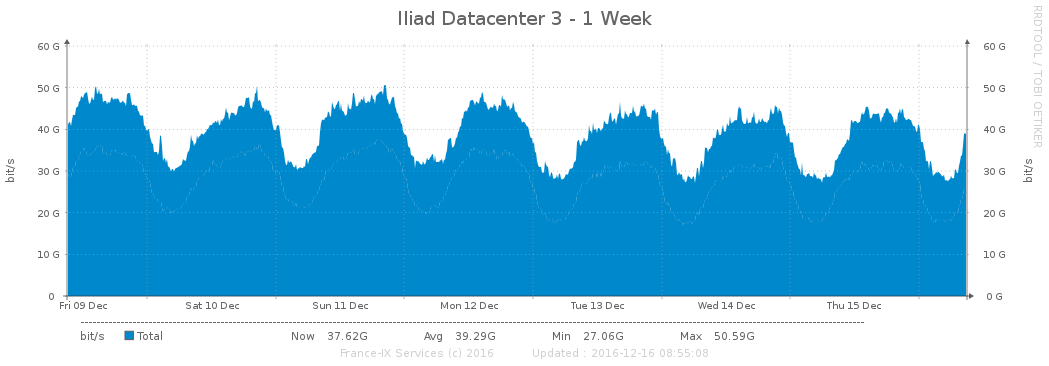 Iliad Datacenter 3 - 1 Week
RRDTOOL / TOBI OETIKER
60 G 60 G
50 G 50 G
40 G 40 G
30 G 30 G
20 G 20 G
10 G 10 G
0 0 G
bit/s bit/s
Fri 09 Dec Sat 10 Dec Sun 11 Dec Mon 12 Dec Tue 13 Dec Wed 14 Dec Thu 15 Dec
bit/s Total Now 37.62G Avg 39.29G Min 27.06G Max 50.59G
France-IX Services (c) 2016 Updated : 2016-12-16 08:55:08